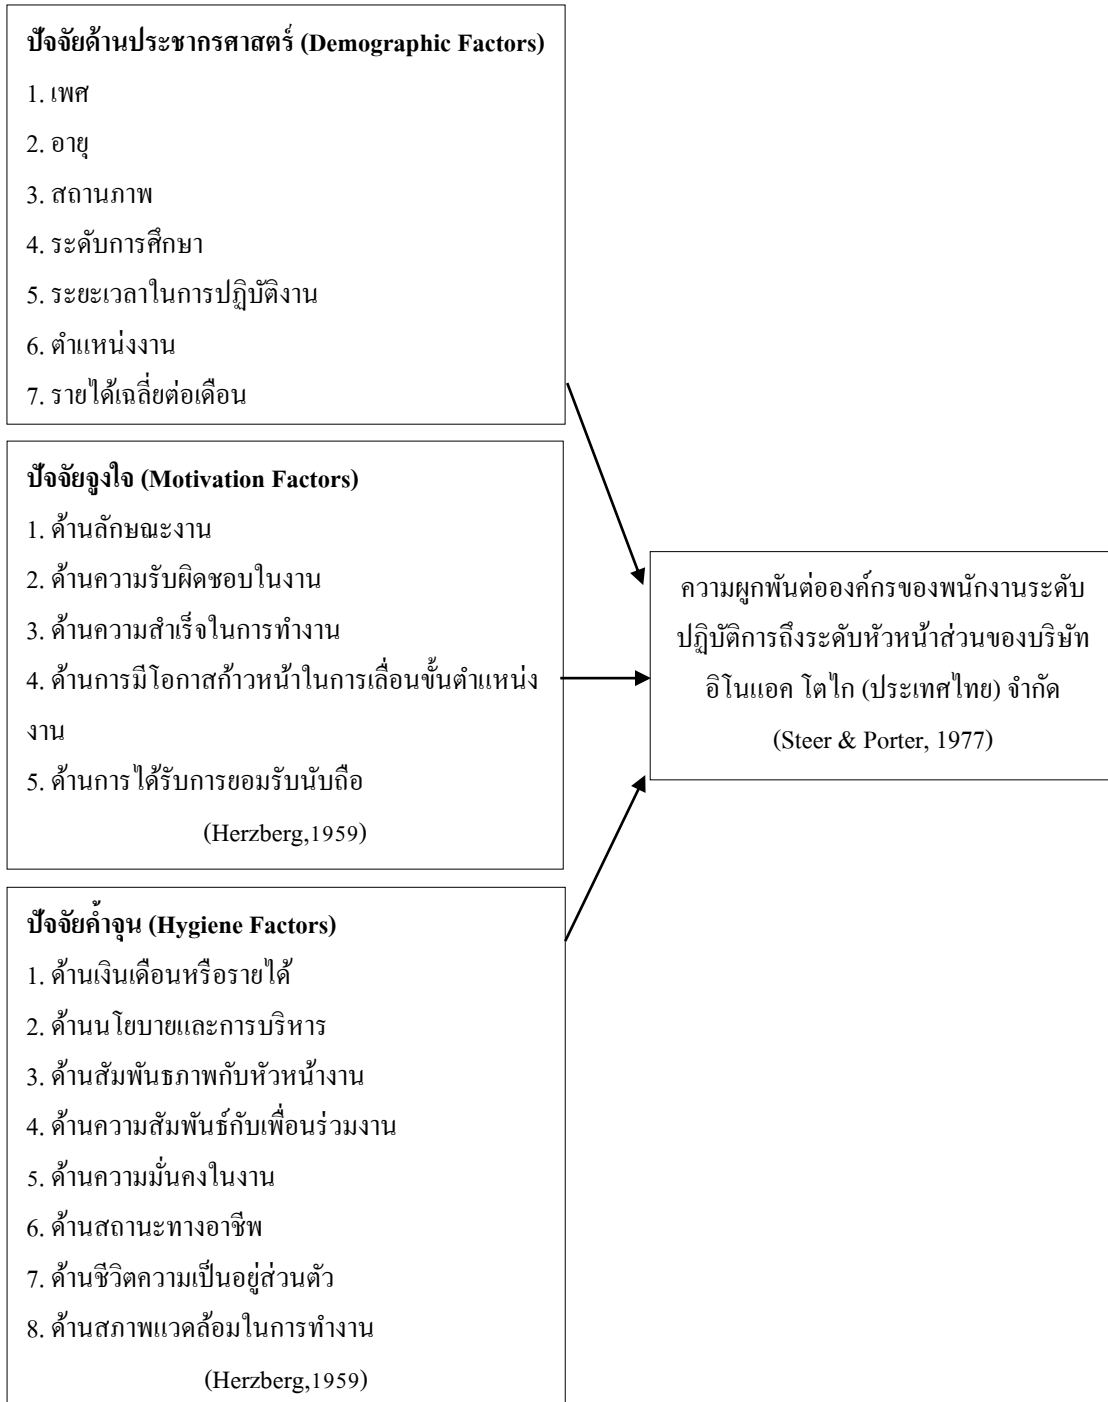 ปัจจัยด้านประชากรศาสตร์ (Demographic Factors)
1. เพศ
2. อายุ
3. สถานภาพ
4. ระดับการศึกษา
5. ระยะเวลาในการปฏิบัติงาน
6. ตำแหน่งงาน
7. รายได้เฉลี่ยต่อเดือน
ปัจจัยจูงใจ (Motivation Factors)
1. ด้านลักษณะงาน
2. ด้านความรับผิดชอบในงาน
3. ด้านความสำเร็จในการทำงาน
4. ด้านการมีโอกาสก้าวหน้าในการเลื่อนขั้นตำแหน่ง
งาน
5. ด้านการได้รับการยอมรับนับถือ
(Herzberg,1959)
ปัจจัยค้ำจุน (Hygiene Factors)
1. ด้านเงินเดือนหรือรายได้
2. ด้านนโยบายและการบริหาร
3. ด้านสัมพันธภาพกับหัวหน้างาน
4. ด้านความสัมพันธ์กับเพื่อนร่วมงาน
5. ด้านความมั่นคงในงาน
6. ด้านสถานะทางอาชีพ
7. ด้านชีวิตความเป็นอยู่ส่วนตัว
8. ด้านสภาพแวดล้อมในการทำงาน
(Herzberg,1959)
ความผูกพันต่อองค์กรของพนักงานระดับ
ปฏิบัติการถึงระดับหัวหน้าส่วนของบริษัท
อิโนแอค โตไก (ประเทศไทย) จำกัด
(Steer & Porter, 1977)